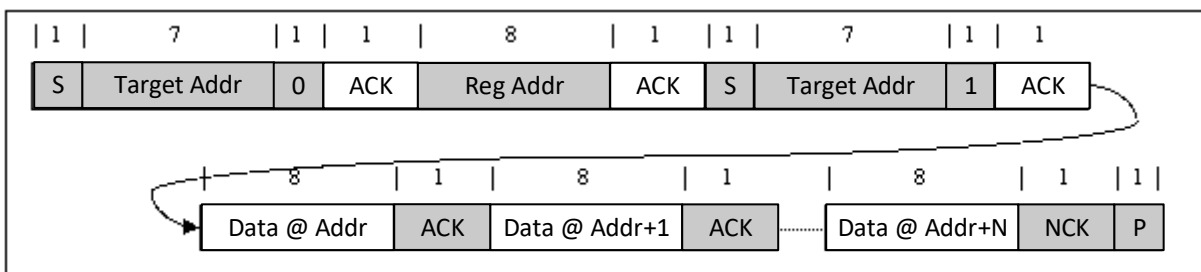 | 1 | 7 | 1 | 1 | 8 | 1 | 1 | 7 | 1 | 1
S Target Addr 0 ACK Reg Addr ACK S Target Addr 1 ACK
| 8 | 1 | 8 | 1 | 8 | 1 | 1 |
Data @ Addr ACK Data @ Addr+1 ACK Data @ Addr+N NCK P